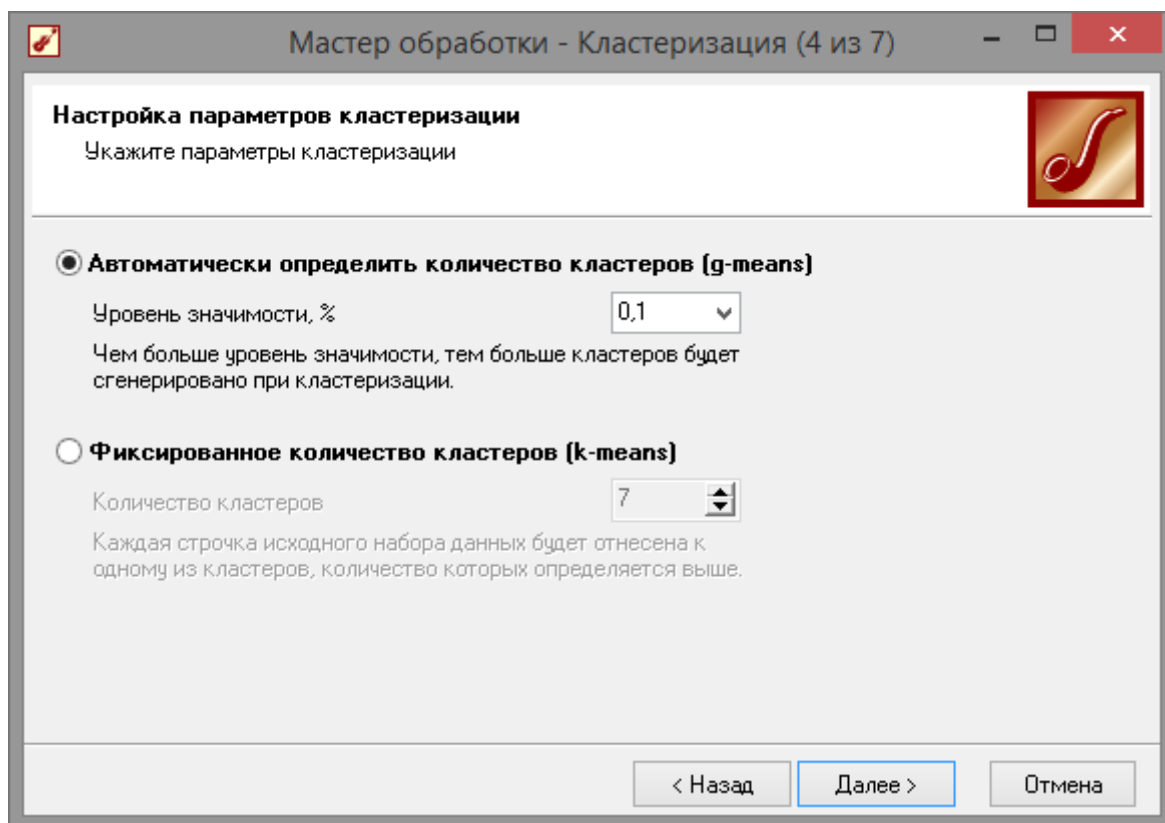 Мастер обработки - Кластеризация (4 из 7)
Настройка параметров кластеризации
Укажите параметры кластеризации
Автоматически определить количество кластеров (g-means)
Уровень значимости, % 0,1
Чем больше уровень значимости, тем больше кластеров будет
сгенерировано при кластеризации.
Фиксированное количество кластеров (k-means)
Количество кластеров 7
Каждая строчка исходного набора данных будет отнесена к
одному из кластеров, количество которых определяется выше.
< Назад Далее > Отмена